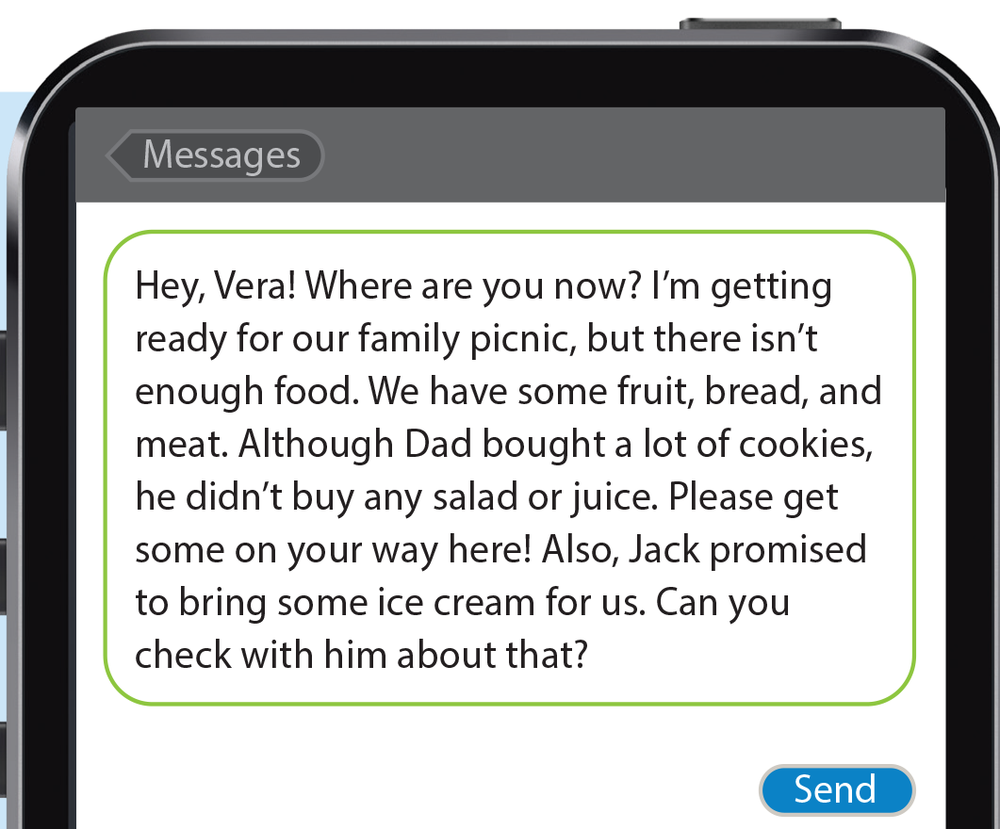 Messages
Hey, Vera! Where are you now? I’m getting
ready for our family picnic, but there isn’t
enough food. We have some fruit, bread, and
meat. Although Dad bought a lot of cookies,
he didn’t buy any salad or juice. Please get
some on your way here! Also, Jack promised
to bring some ice cream for us. Can you
check with him about that?
Send